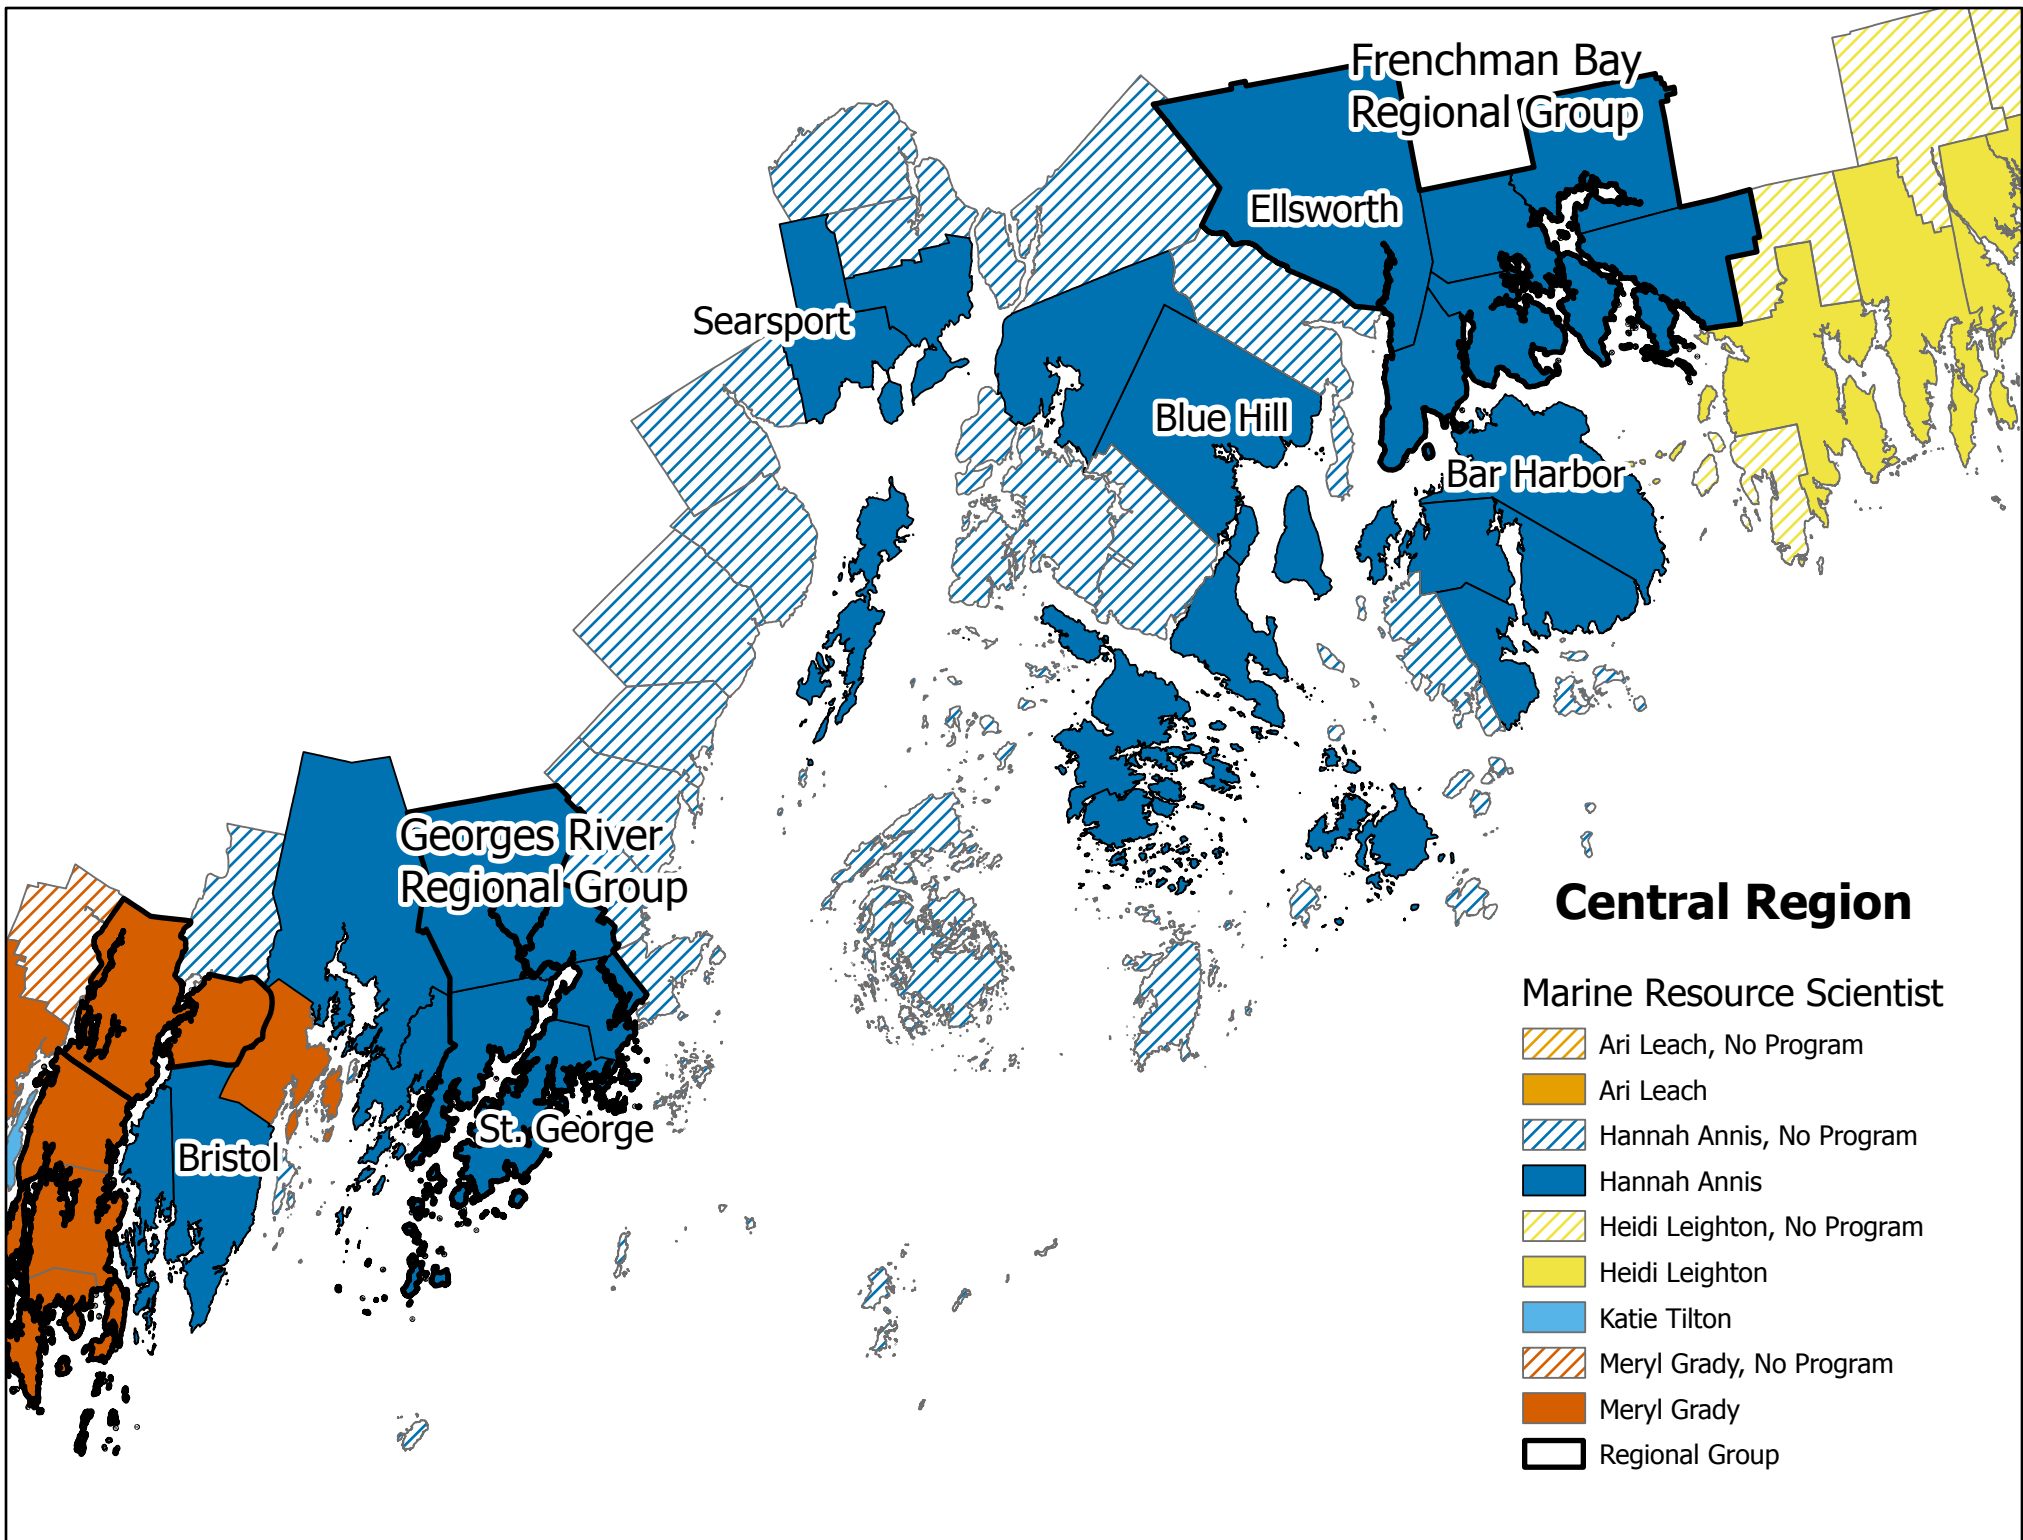 Frenchman Bay
Regional Group
Ellsworth
Searsport
Blue Hill
Bar Harbor
Georges River
Regional Group
St. George
Bristol
Central Region
Marine Resource Scientist
Ari Leach, No Program
Ari Leach
Hannah Annis, No Program
Hannah Annis
Heidi Leighton, No Program
Heidi Leighton
Katie Tilton
Meryl Grady, No Program
Meryl Grady
Regional Group